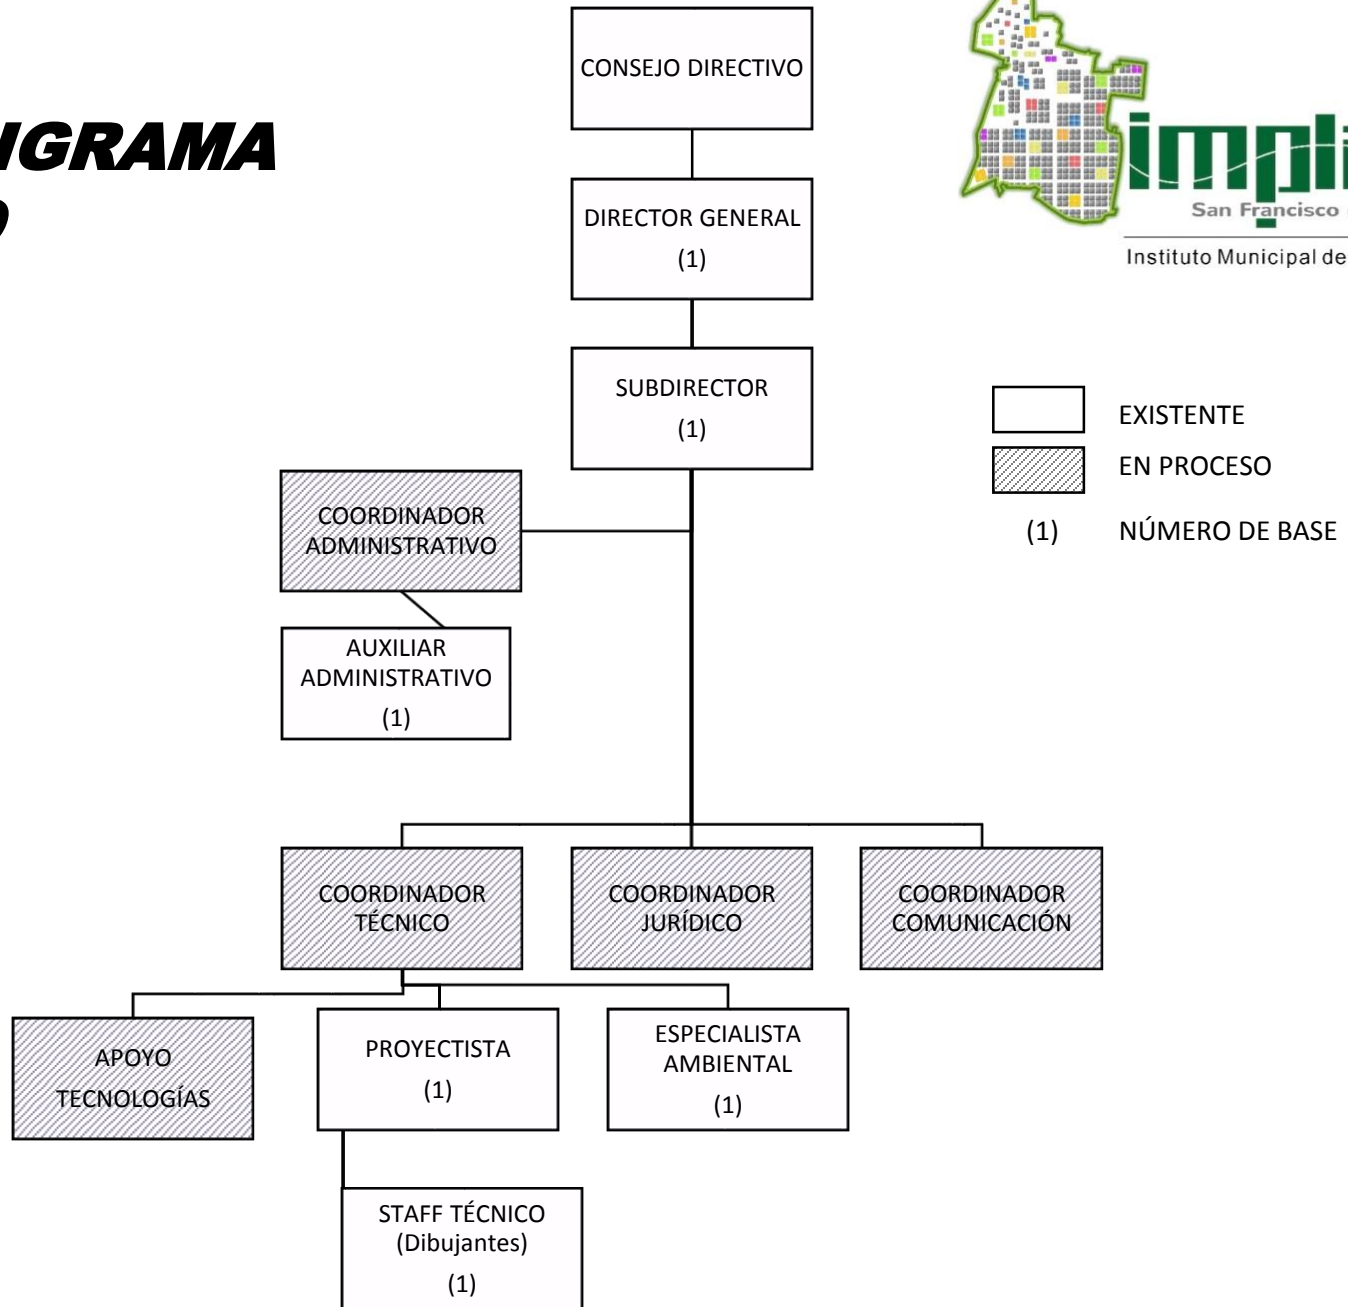 CONSEJO DIRECTIVO
DIRECTOR GENERAL
(1)
San Francisco
Instituto Municipal de
SUBDIRECTOR
(1)
EXISTENTE
EN PROCESO
(1) NÚMERO DE BASE
COORDINADOR
ADMINISTRATIVO
AUXILIAR
ADMINISTRATIVO
(1)
COORDINADOR
TÉCNICO
COORDINADOR
JURÍDICO
COORDINADOR
COMUNICACIÓN
APOYO
TECNOLOGÍAS
PROYECTISTA
(1)
ESPECIALISTA
AMBIENTAL
(1)
STAFF TÉCNICO
(Dibujantes)
(1)